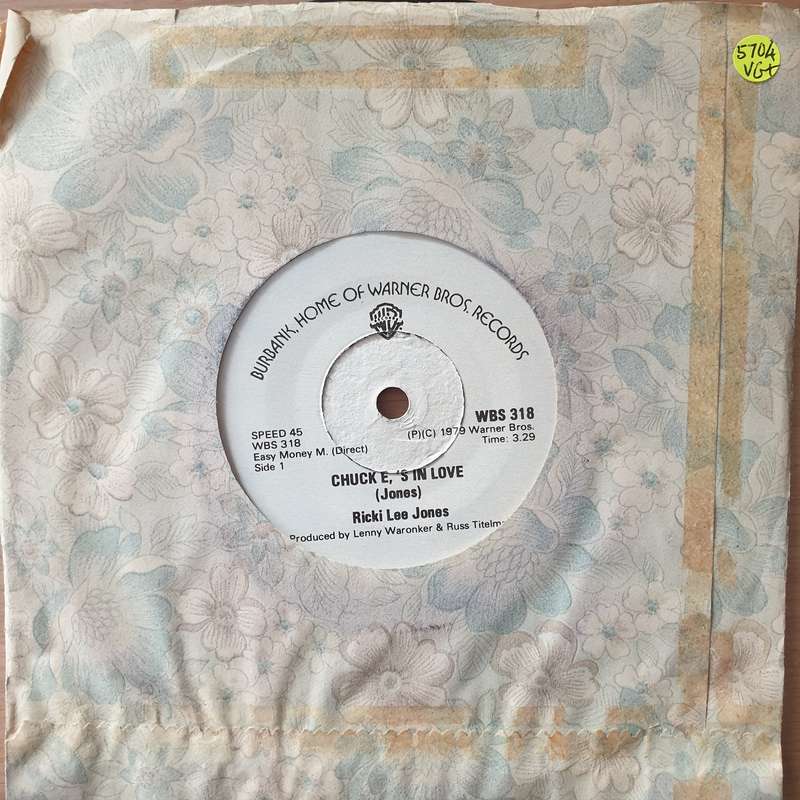 5704
VG+
BURBANK, HOME OF WARNER BROS. RECORDS
WBS 318
SPEED 45
(P)(C) 1979 Warner Bros.
WBS 318
Time: 3.29
Easy Money M. (Direct)
Side 1
CHUCK E, 'S IN LOVE
(Jones)
Ricki Lee Jones
Produced by Lenny Waronker & Russ Titelm